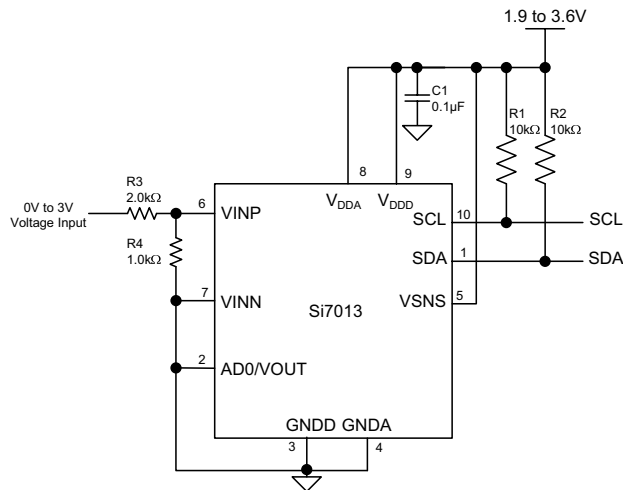 1.9 to 3.6V
C1
0.1µF
R1
10kΩ
R2
10kΩ
8
9
VDDA
VDDD
R3
2.0kΩ
0V to 3V
Voltage Input
6
VINP
SCL
10
SCL
R4
1.0kΩ
SDA
1
SDA
7
VINN
Si7013
VSNS
5
2
AD0/VOUT
GNDD
GNDA
3
4